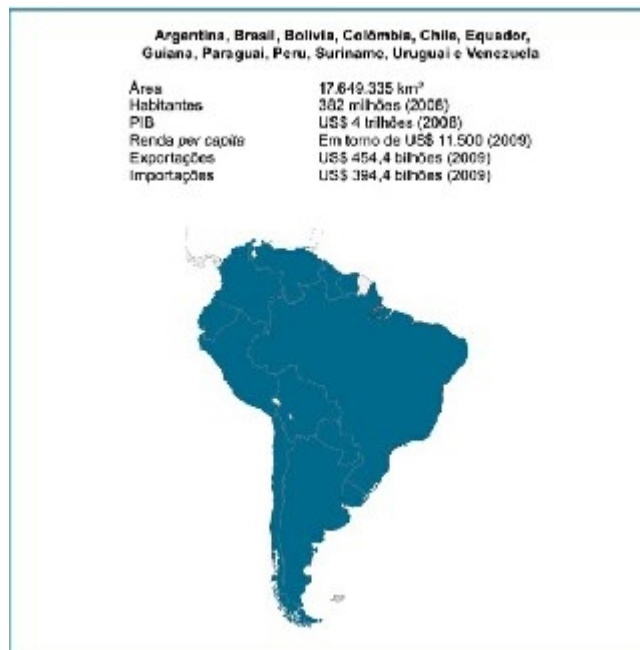 Argentina, Brasil, Bolívia, Colômbia, Chile, Equador,
Guiana, Paraguai, Peru, Suriname, Uruguai e Venezuela
Área 17.649.335 km²
Habitantes 382 milhões (2008)
PIB US$ 4 trilhões (2008)
Renda per capita Em torno de US$ 11.500 (2009)
Exportações US$ 454,4 bilhões (2009)
Importações US$ 394,4 bilhões (2009)